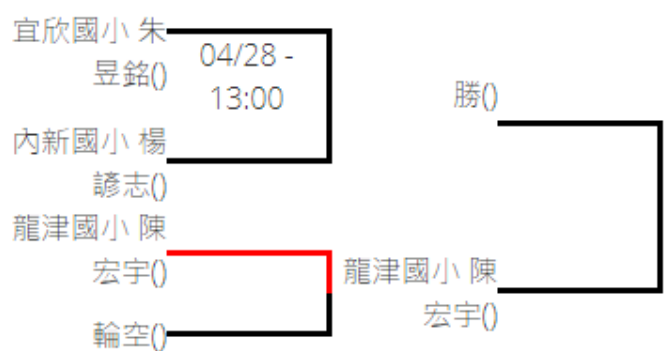 宜欣國小 朱
昱銘()
04/28 -
13:00
勝()
內新國小 楊
諺志()
龍津國小 陳
宏宇()
龍津國小 陳
宏宇()
輪空()